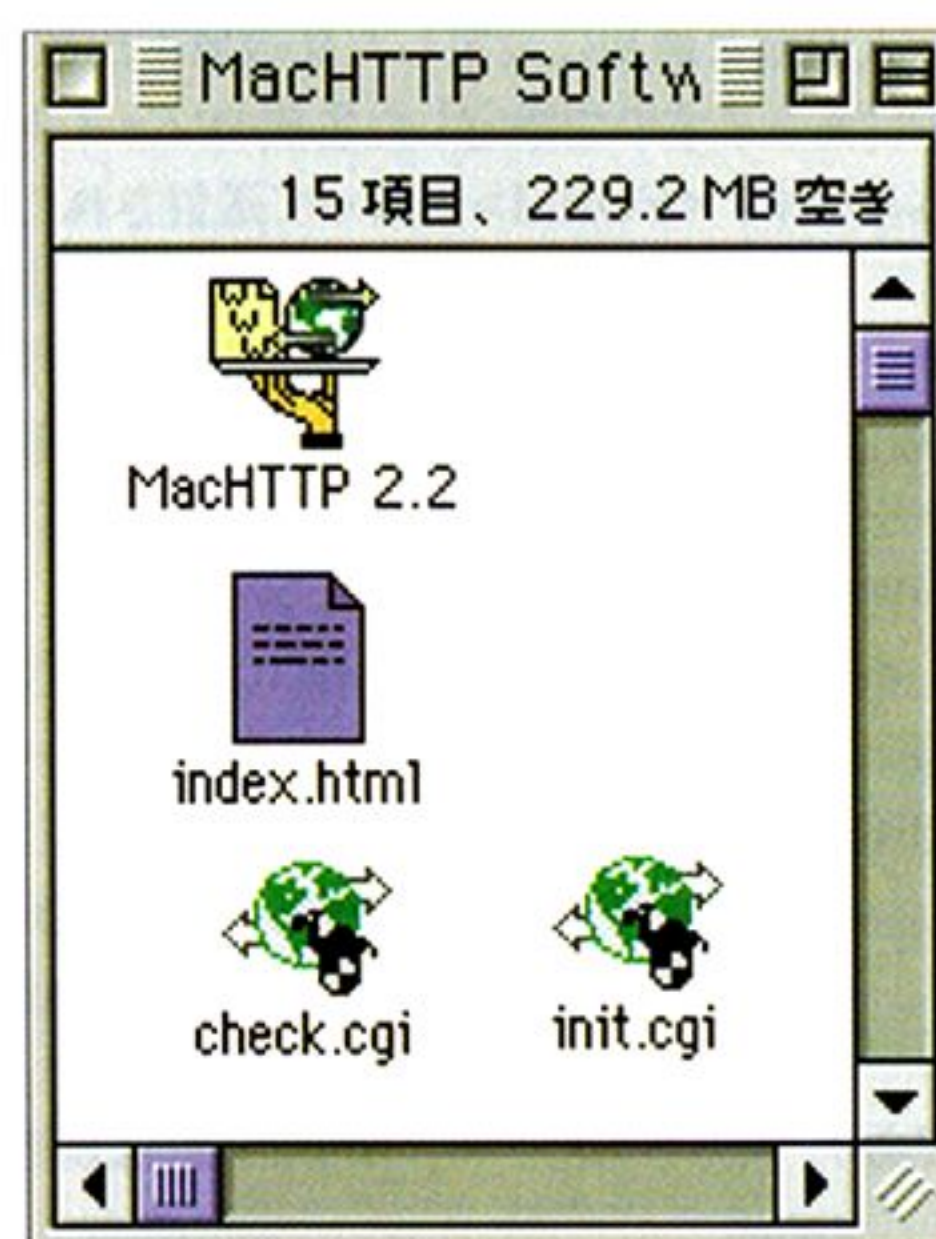 MacHTTP Softw
15 項目、229.2 MB 空き
MacHTTP 2.2
index.html
check.cgi
init.cgi